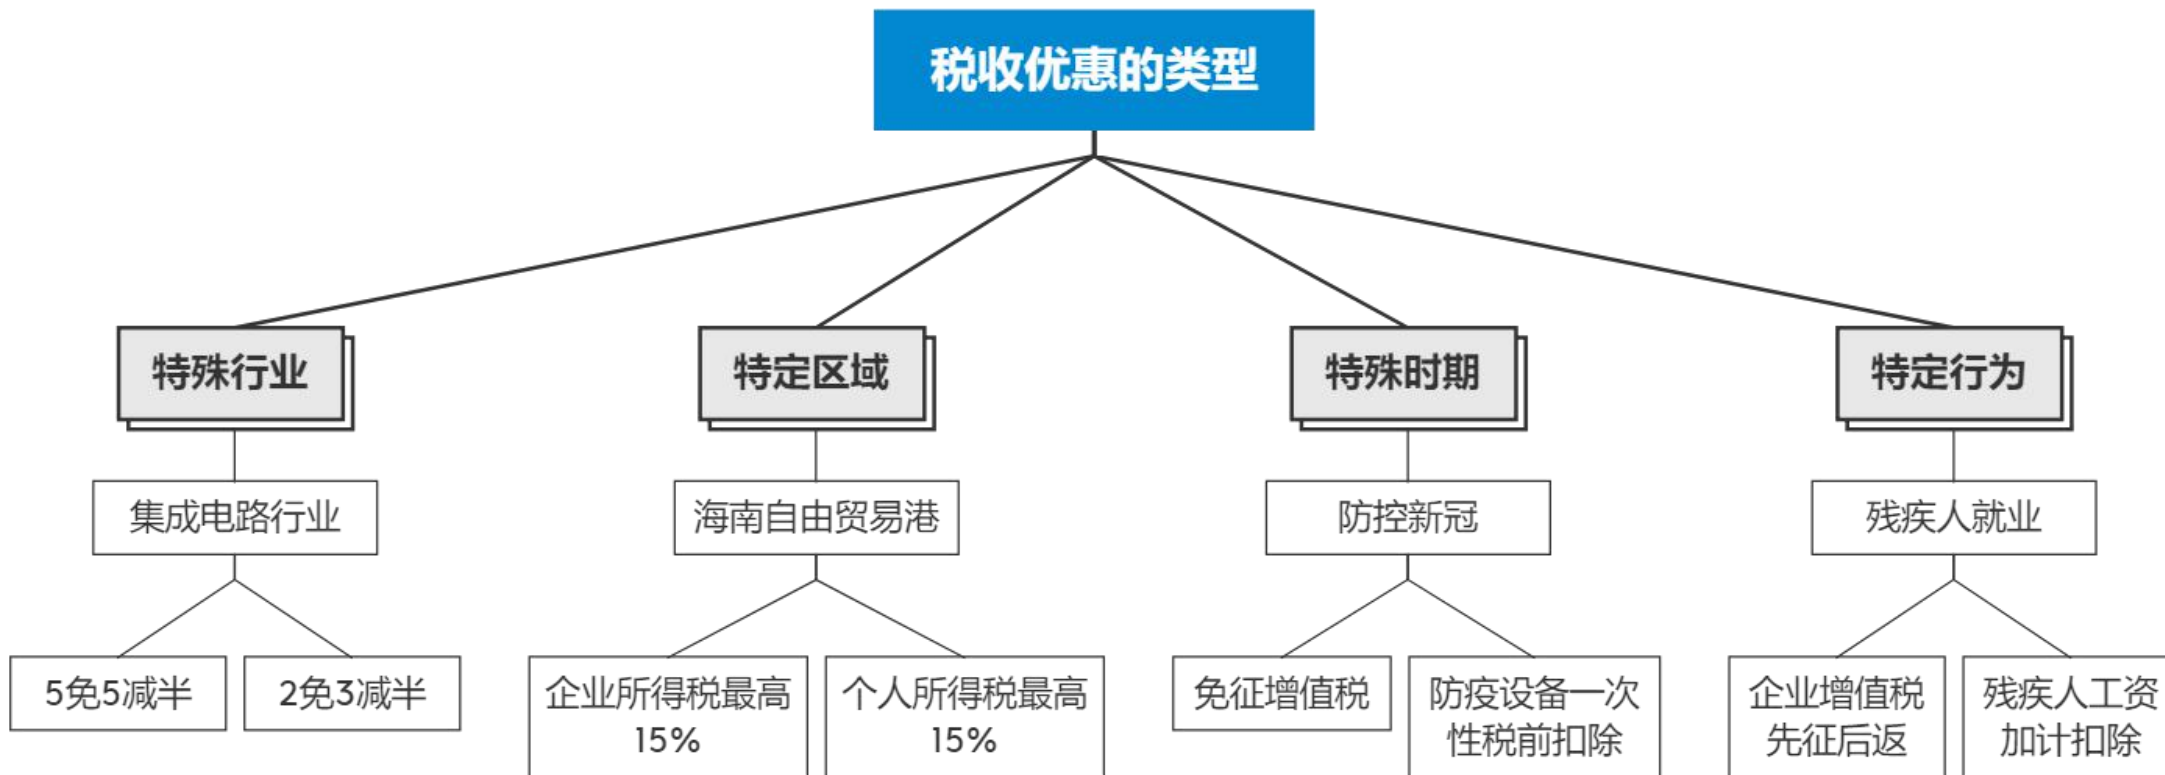 税收优惠的类型
特殊行业
特定区域
特殊时期
特定行为
集成电路行业
海南自由贸易港
防控新冠
残疾人就业
5免5减半
2免3减半
企业所得税最高
15%
个人所得税最高
15%
免征增值税
防疫设备一次
性税前扣除
企业增值税
先征后返
残疾人工资
加计扣除